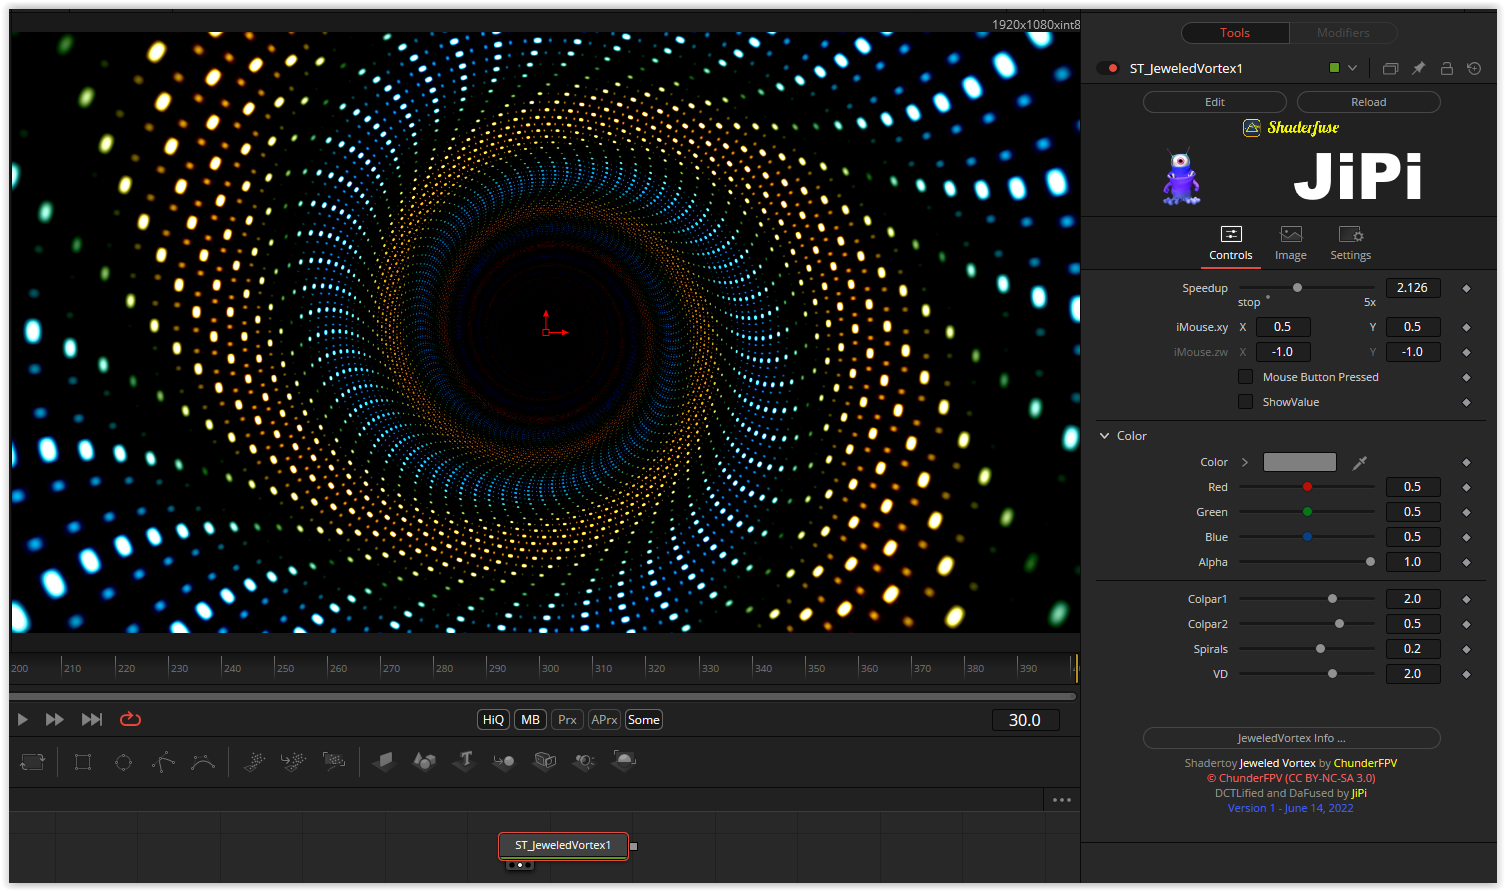 1920x1080xint8
Tools Modifiers
ST_JeweledVortex1
Edit Reload
Shaderfuse
JiPi
Controls Image Settings
Speedup 2.126
stop 5x
iMouse.xy X 0.5 Y 0.5
iMouse.zw X -1.0 Y -1.0
Mouse Button Pressed
ShowValue
Color
Color
Red 0.5
Green 0.5
Blue 0.5
Alpha 1.0
Colpar1 2.0
Colpar2 0.5
Spirals 0.2
VD 2.0
JeweledVortex Info ...
Shadertoy Jeweled Vortex by ChunderFPV
© ChunderFPV (CC BY-NC-SA 3.0)
DCTLified and DaFused by JiPi
Version 1 - June 14, 2022
200 210 220 230 240 250 260 270 280 290 300 310 320 330 340 350 360 370 380 390
HiQ MB Prx APrx Some 30.0
T
ST_JeweledVortex1